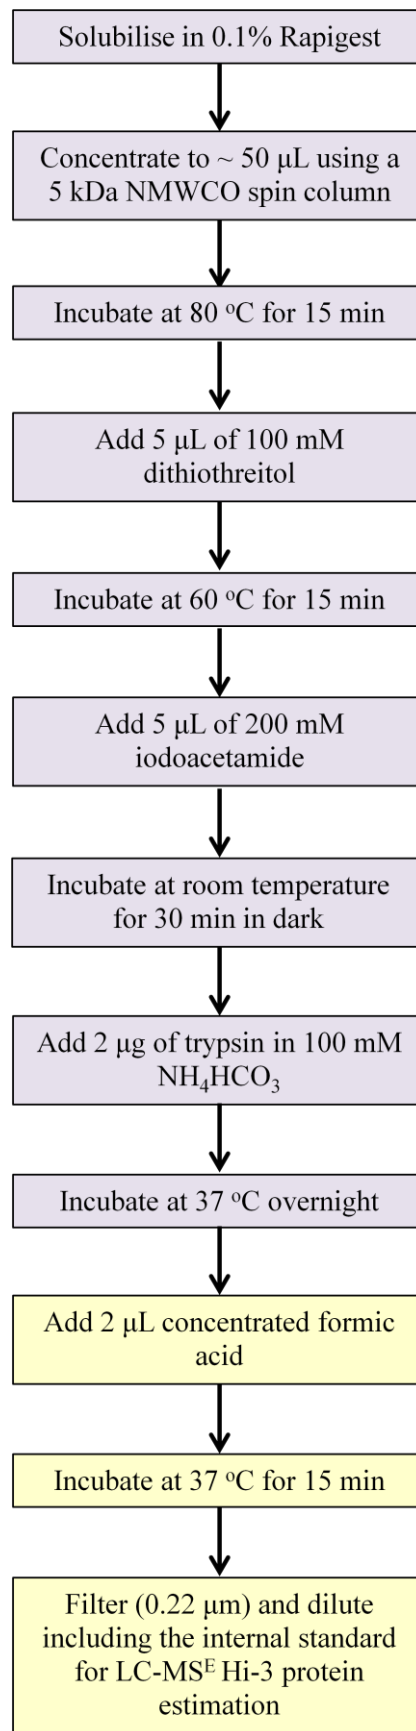 Solubilise in 0.1% Rapigest
Concentrate to ~ 50 μL using a
5 kDa NMWCO spin column
Incubate at 80 °C for 15 min
Add 5 μL of 100 mM
dithiothreitol
Incubate at 60 °C for 15 min
Add 5 μL of 200 mM
iodoacetamide
Incubate at room temperature
for 30 min in dark
Add 2 μg of trypsin in 100 mM
NH₄HCO₃
Incubate at 37 °C overnight
Add 2 μL concentrated formic
acid
Incubate at 37 °C for 15 min
Filter (0.22 μm) and dilute
including the internal standard
for LC-MSᴱ Hi-3 protein
estimation